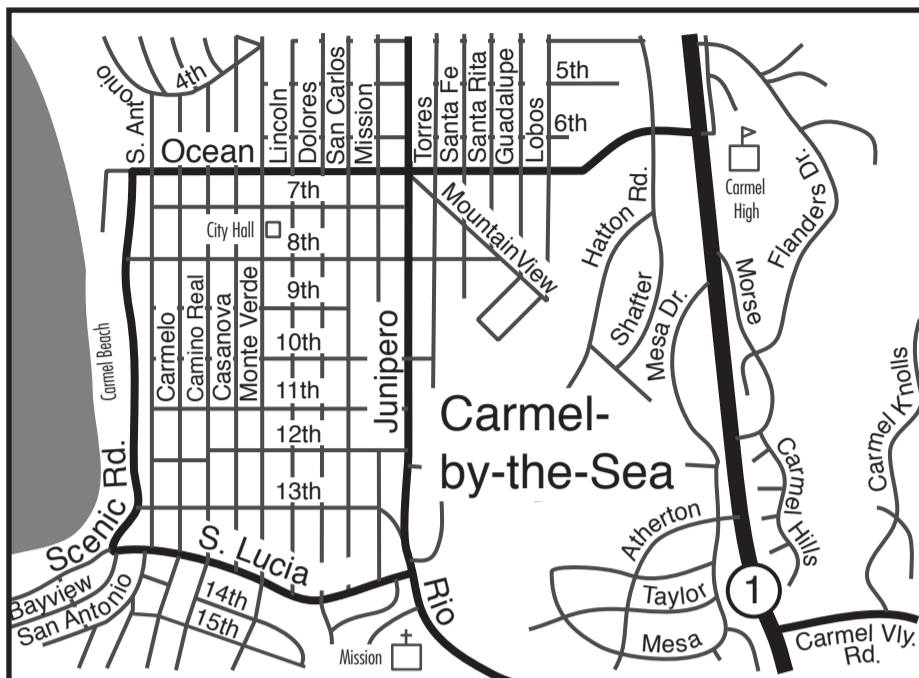 S. Antonio
4th
S. Ant
Ocean
Lincoln
Dolores
San Carlos
Mission
Torres
Santa Fe
Santa Rita
Guadalupe
Lobos
5th
6th
Carmel
High
Flanders Dr.
7th
City Hall
8th
Mountain View
Hatton Rd.
Shafter
Mesa Dr.
Morse
9th
10th
11th
12th
13th
Carmel Beach
Carmelo
Camino Real
Casanova
Monte Verde
Junipero
Carmel-
by-the-Sea
Carmel Knolls
Carmel Hills
Scenic Rd.
S. Lucia
Atherton
Taylor
Mesa
1
Carmel Vly.
Rd.
Rio
Bayview
San Antonio
14th
15th
Mission